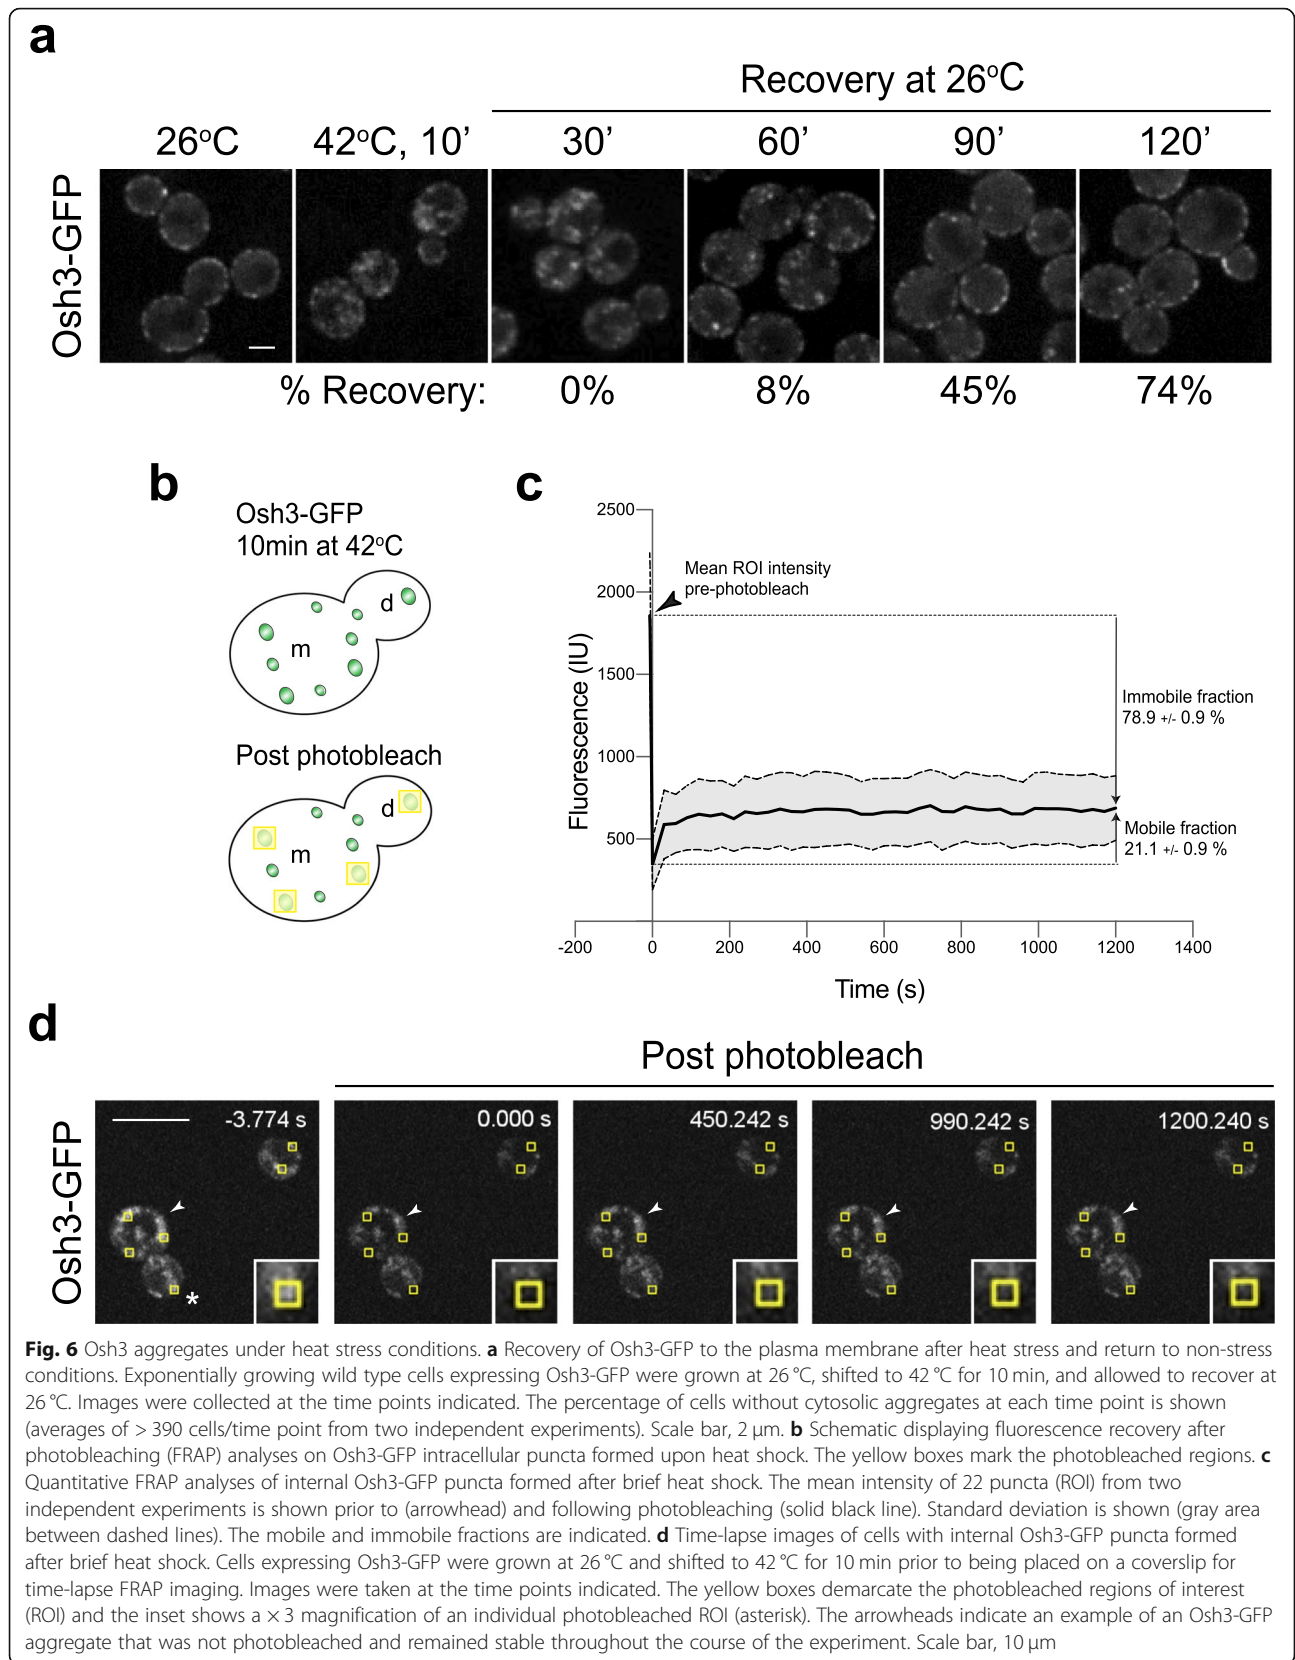 a
Recovery at 26°C
26°C 42°C, 10’ 30’ 60’ 90’ 120’
Osh3-GFP
% Recovery: 0% 8% 45% 74%
b
Osh3-GFP
10min at 42°C
d
m
Post photobleach
d
m
c
2500
2000
1500
1000
500
Fluorescence (IU)
Mean ROI intensity
pre-photobleach
Immobile fraction
78.9 +/- 0.9 %
Mobile fraction
21.1 +/- 0.9 %
-200 0 200 400 600 800 1000 1200 1400
Time (s)
d
Post photobleach
Osh3-GFP
-3.774 s 0.000 s 450.242 s 990.242 s 1200.240 s
*
Fig. 6 Osh3 aggregates under heat stress conditions. a Recovery of Osh3-GFP to the plasma membrane after heat stress and return to non-stress
conditions. Exponentially growing wild type cells expressing Osh3-GFP were grown at 26 °C, shifted to 42 °C for 10 min, and allowed to recover at
26 °C. Images were collected at the time points indicated. The percentage of cells without cytosolic aggregates at each time point is shown
(averages of > 390 cells/time point from two independent experiments). Scale bar, 2 μm. b Schematic displaying fluorescence recovery after
photobleaching (FRAP) analyses on Osh3-GFP intracellular puncta formed upon heat shock. The yellow boxes mark the photobleached regions. c
Quantitative FRAP analyses of internal Osh3-GFP puncta formed after brief heat shock. The mean intensity of 22 puncta (ROI) from two
independent experiments is shown prior to (arrowhead) and following photobleaching (solid black line). Standard deviation is shown (gray area
between dashed lines). The mobile and immobile fractions are indicated. d Time-lapse images of cells with internal Osh3-GFP puncta formed
after brief heat shock. Cells expressing Osh3-GFP were grown at 26 °C and shifted to 42 °C for 10 min prior to being placed on a coverslip for
time-lapse FRAP imaging. Images were taken at the time points indicated. The yellow boxes demarcate the photobleached regions of interest
(ROI) and the inset shows a × 3 magnification of an individual photobleached ROI (asterisk). The arrowheads indicate an example of an Osh3-GFP
aggregate that was not photobleached and remained stable throughout the course of the experiment. Scale bar, 10 μm